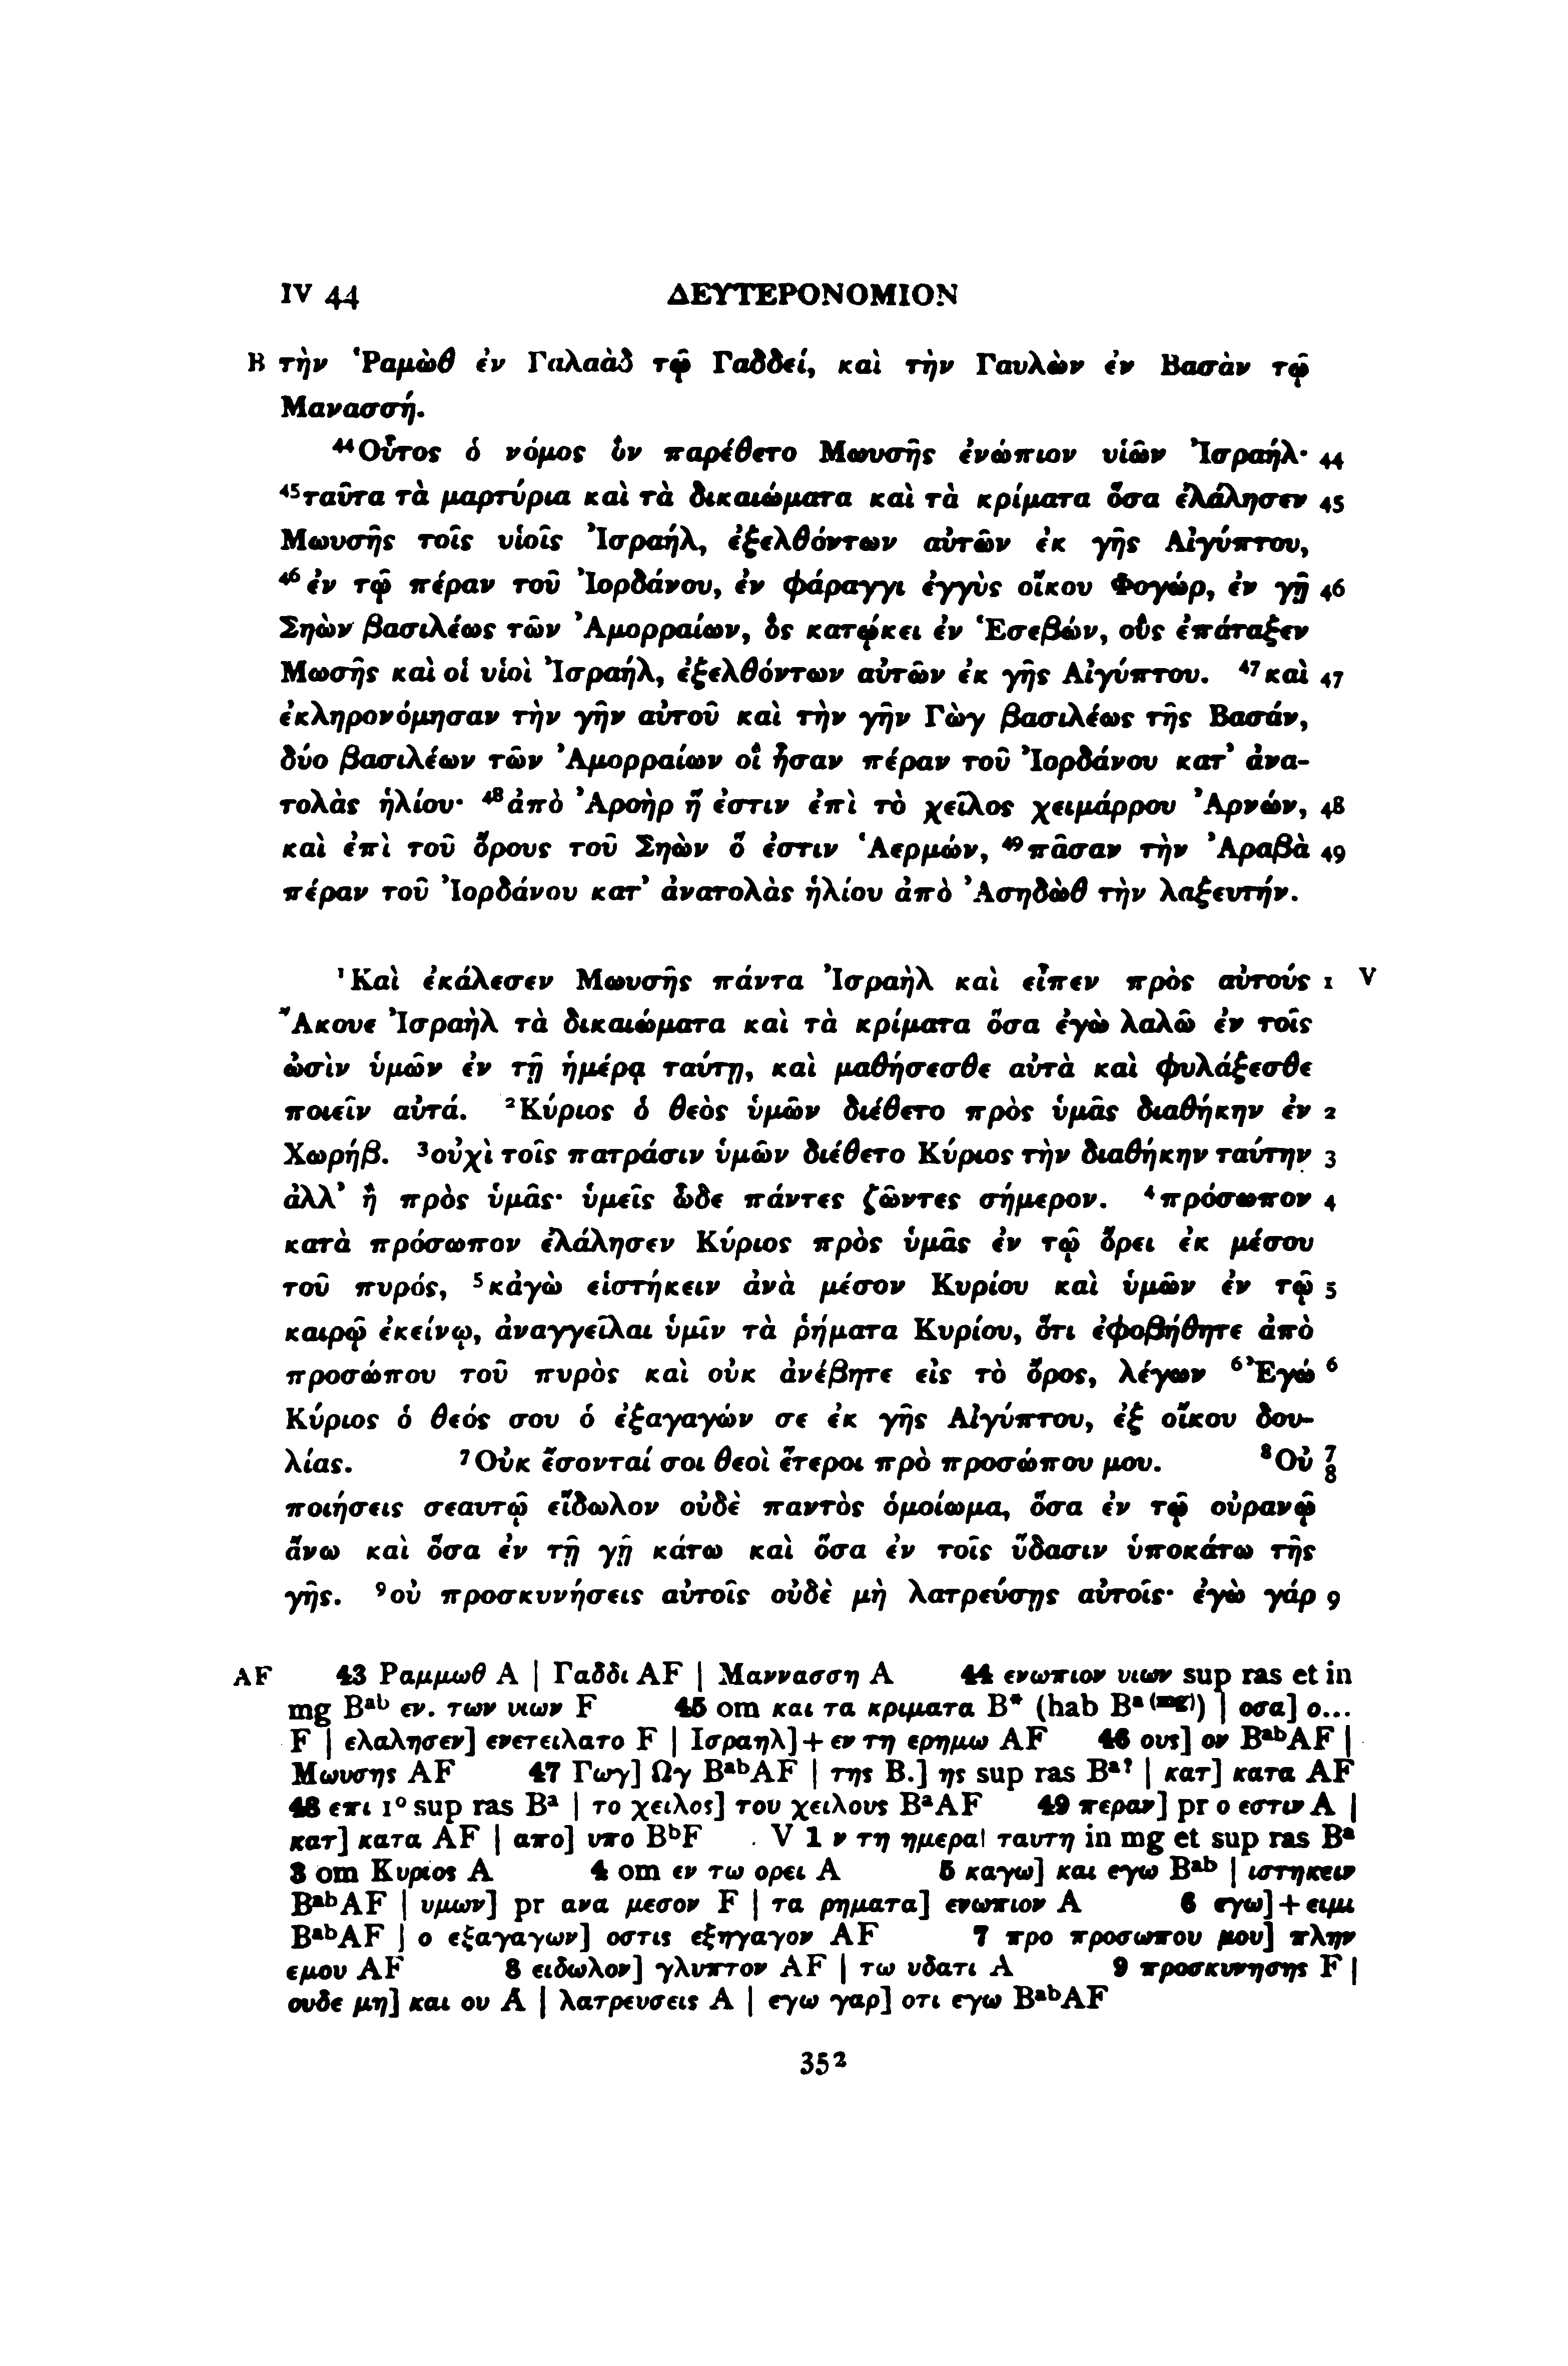 IV 44 ΔΕΥΤΕΡΟΝΟΜΙΟΝ
B τὴν Ῥαμὼθ ἐν Γαλαὰδ τῷ Γαδδεί, καὶ τὴν Γαυλὼν ἐν Βασὰν τῷ
Μανασσή.
⁴⁴Οὗτος ὁ νόμος ὃν παρέθετο Μωυσῆς ἐνώπιον υἱῶν Ἰσραήλ· 44
⁴⁵ταῦτα τὰ μαρτύρια καὶ τὰ δικαιώματα καὶ τὰ κρίματα ὅσα ἐλάλησεν 45
Μωυσῆς τοῖς υἱοῖς Ἰσραήλ, ἐξελθόντων αὐτῶν ἐκ γῆς Αἰγύπτου,
⁴⁶ἐν τῷ πέραν τοῦ Ἰορδάνου, ἐν φάραγγι ἐγγὺς οἴκου Φογώρ, ἐν γῇ 46
Σηὼν βασιλέως τῶν Ἀμορραίων, ὃς κατῴκει ἐν Ἑσεβών, οὓς ἐπάταξεν
Μωσῆς καὶ οἱ υἱοὶ Ἰσραήλ, ἐξελθόντων αὐτῶν ἐκ γῆς Αἰγύπτου. ⁴⁷καὶ 47
ἐκληρονόμησαν τὴν γῆν αὐτοῦ καὶ τὴν γῆν Γὼγ βασιλέως τῆς Βασάν,
δύο βασιλέων τῶν Ἀμορραίων οἳ ἦσαν πέραν τοῦ Ἰορδάνου κατ’ ἀνα-
τολὰς ἡλίου· ⁴⁸ἀπὸ Ἀροὴρ ἥ ἐστιν ἐπὶ τὸ χεῖλος χειμάρρου Ἀρνών, 48
καὶ ἐπὶ τοῦ ὄρους τοῦ Σηὼν ὅ ἐστιν Ἁερμών, ⁴⁹πᾶσαν τὴν Ἀραβὰ 49
πέραν τοῦ Ἰορδάνου κατ’ ἀνατολὰς ἡλίου ἀπὸ Ἀσηδὼθ τὴν λαξευτήν.
¹Καὶ ἐκάλεσεν Μωυσῆς πάντα Ἰσραὴλ καὶ εἶπεν πρὸς αὐτούς 1 V
Ἄκουε Ἰσραὴλ τὰ δικαιώματα καὶ τὰ κρίματα ὅσα ἐγὼ λαλῶ ἐν τοῖς
ὠσὶν ὑμῶν ἐν τῇ ἡμέρᾳ ταύτῃ, καὶ μαθήσεσθε αὐτὰ καὶ φυλάξεσθε
ποιεῖν αὐτά. ²Κύριος ὁ θεὸς ὑμῶν διέθετο πρὸς ὑμᾶς διαθήκην ἐν 2
Χωρήβ. ³οὐχὶ τοῖς πατράσιν ὑμῶν διέθετο Κύριος τὴν διαθήκην ταύτην 3
ἀλλ’ ἢ πρὸς ὑμᾶς· ὑμεῖς ὧδε πάντες ζῶντες σήμερον. ⁴πρόσωπον 4
κατὰ πρόσωπον ἐλάλησεν Κύριος πρὸς ὑμᾶς ἐν τῷ ὄρει ἐκ μέσου
τοῦ πυρός, ⁵κἀγὼ εἱστήκειν ἀνὰ μέσον Κυρίου καὶ ὑμῶν ἐν τῷ 5
καιρῷ ἐκείνῳ, ἀναγγεῖλαι ὑμῖν τὰ ῥήματα Κυρίου, ὅτι ἐφοβήθητε ἀπὸ
προσώπου τοῦ πυρὸς καὶ οὐκ ἀνέβητε εἰς τὸ ὄρος, λέγων ⁶Ἐγώ 6
Κύριος ὁ θεός σου ὁ ἐξαγαγών σε ἐκ γῆς Αἰγύπτου, ἐξ οἴκου δου-
λίας. ⁷Οὐκ ἔσονταί σοι θεοὶ ἕτεροι πρὸ προσώπου μου. ⁸Οὐ 7 8
ποιήσεις σεαυτῷ εἴδωλον οὐδὲ παντὸς ὁμοίωμα, ὅσα ἐν τῷ οὐρανῷ
ἄνω καὶ ὅσα ἐν τῇ γῇ κάτω καὶ ὅσα ἐν τοῖς ὕδασιν ὑποκάτω τῆς
γῆς. ⁹οὐ προσκυνήσεις αὐτοῖς οὐδὲ μὴ λατρεύσῃς αὐτοῖς· ἐγὼ γάρ 9
AF 43 Ραμμωθ A | Γαδδι AF | Μαννασση A 44 ενωπιον υιων sup ras et in
mg Bᵃᵇ εν. των υιων F 45 om και τα κριματα B* (hab Bᵃ⁽ᵐᵍ⁾) | οσα] ο...
F | ελαλησεν] ενετειλατο F | Ισραηλ]+εν τη ερημω AF 46 ους] ον BᵃᵇAF |
Μωυσης AF 47 Γωγ] Ωγ BᵃᵇAF | της Β.] ης sup ras Bᵃ? | κατ] κατα AF
48 επι 1° sup ras Bᵃ | το χειλος] του χειλους BᵃAF 49 περαν] pr ο εστιν A |
κατ] κατα AF | απο] υπο BᵇF V 1 ν τη ημερα| ταυτη in mg et sup ras Bᵃ
3 om Κυριος A 4 om εν τω ορει A 5 καγω] και εγω Bᵃᵇ | ιστηκειν
BᵃᵇAF | υμων] pr ανα μεσον F | τα ρηματα] ενωπιον A 6 εγω]+ειμι
BᵃᵇAF | ο εξαγαγων] οστις εξηγαγον AF 7 προ προσωπου μου] πλην
εμου AF 8 ειδωλον] γλυπτον AF | τω υδατι A 9 προσκυνησης F |
ουδε μη] και ου A | λατρευσεις A | εγω γαρ] οτι εγω BᵃᵇAF
352